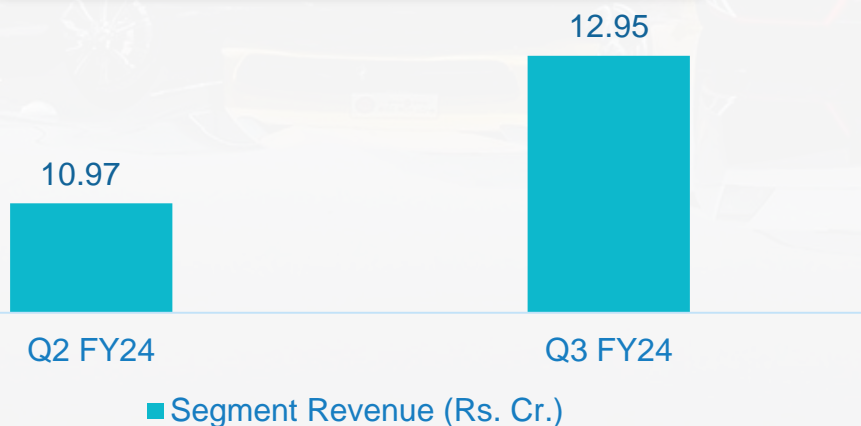 12.95
10.97
Q2 FY24
Q3 FY24
Segment Revenue (Rs. Cr.)